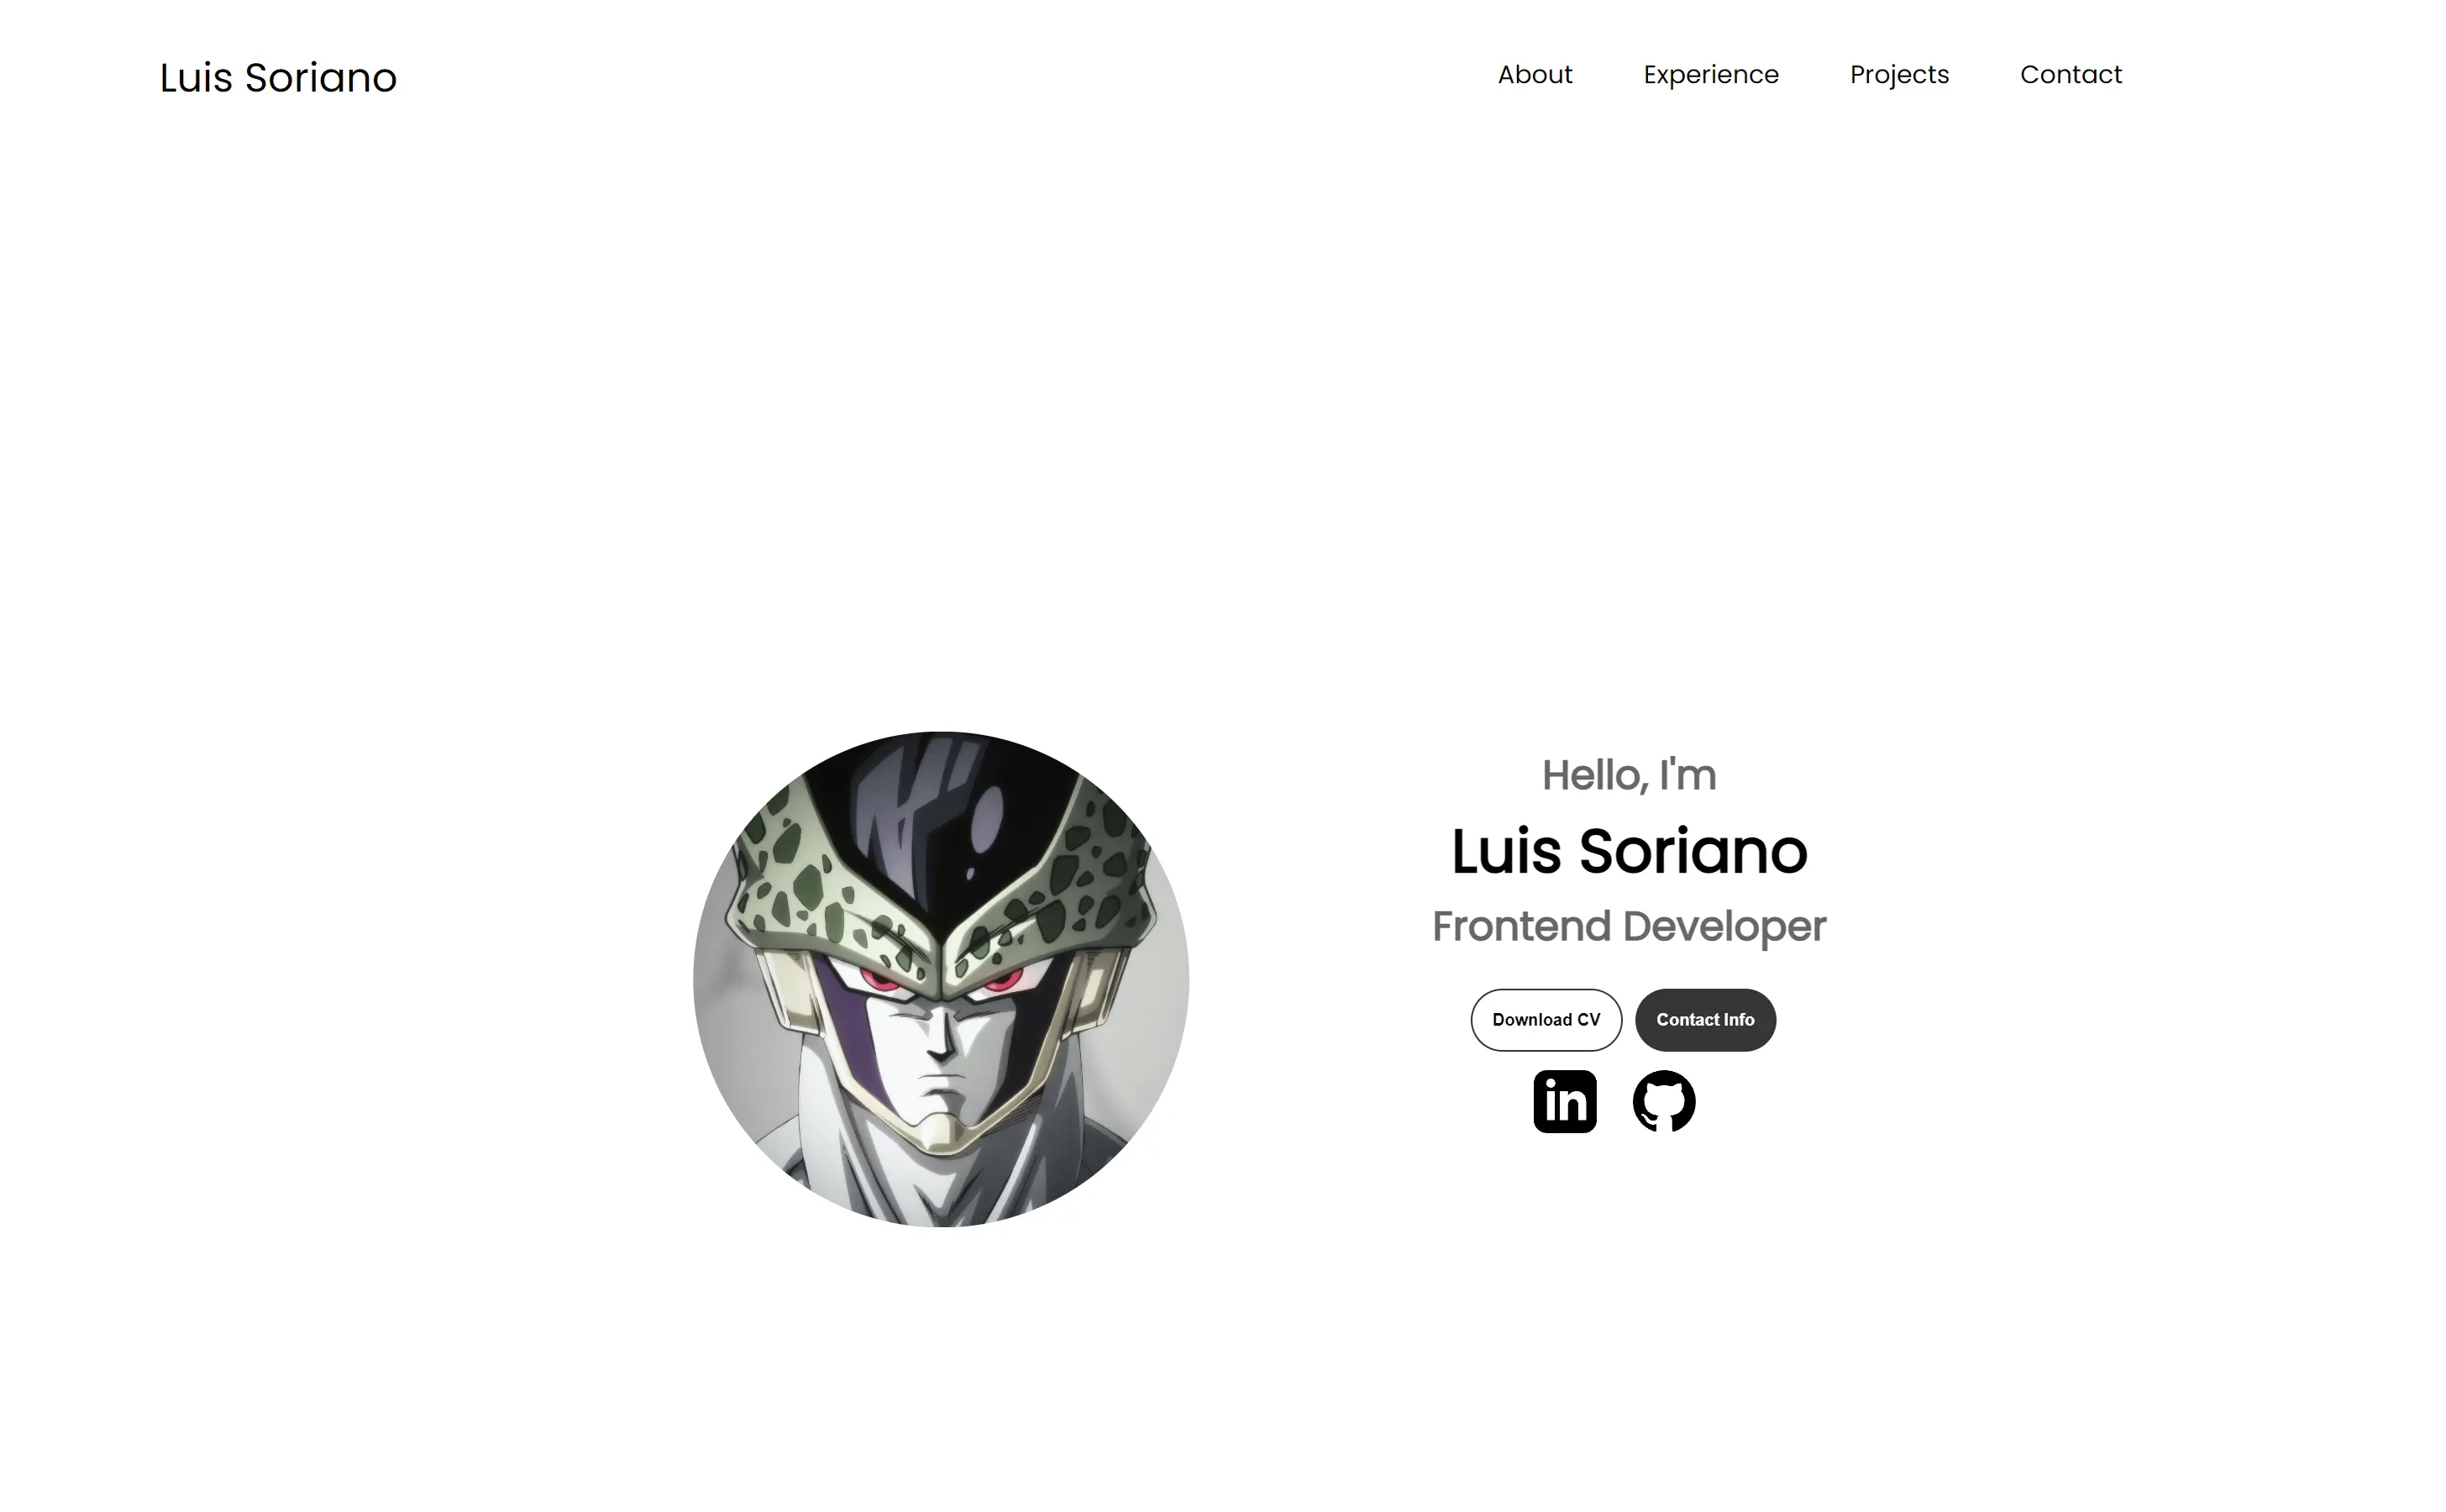 Luis Soriano
About Experience Projects Contact
Hello, I'm
Luis Soriano
Frontend Developer
Download CV Contact Info
in